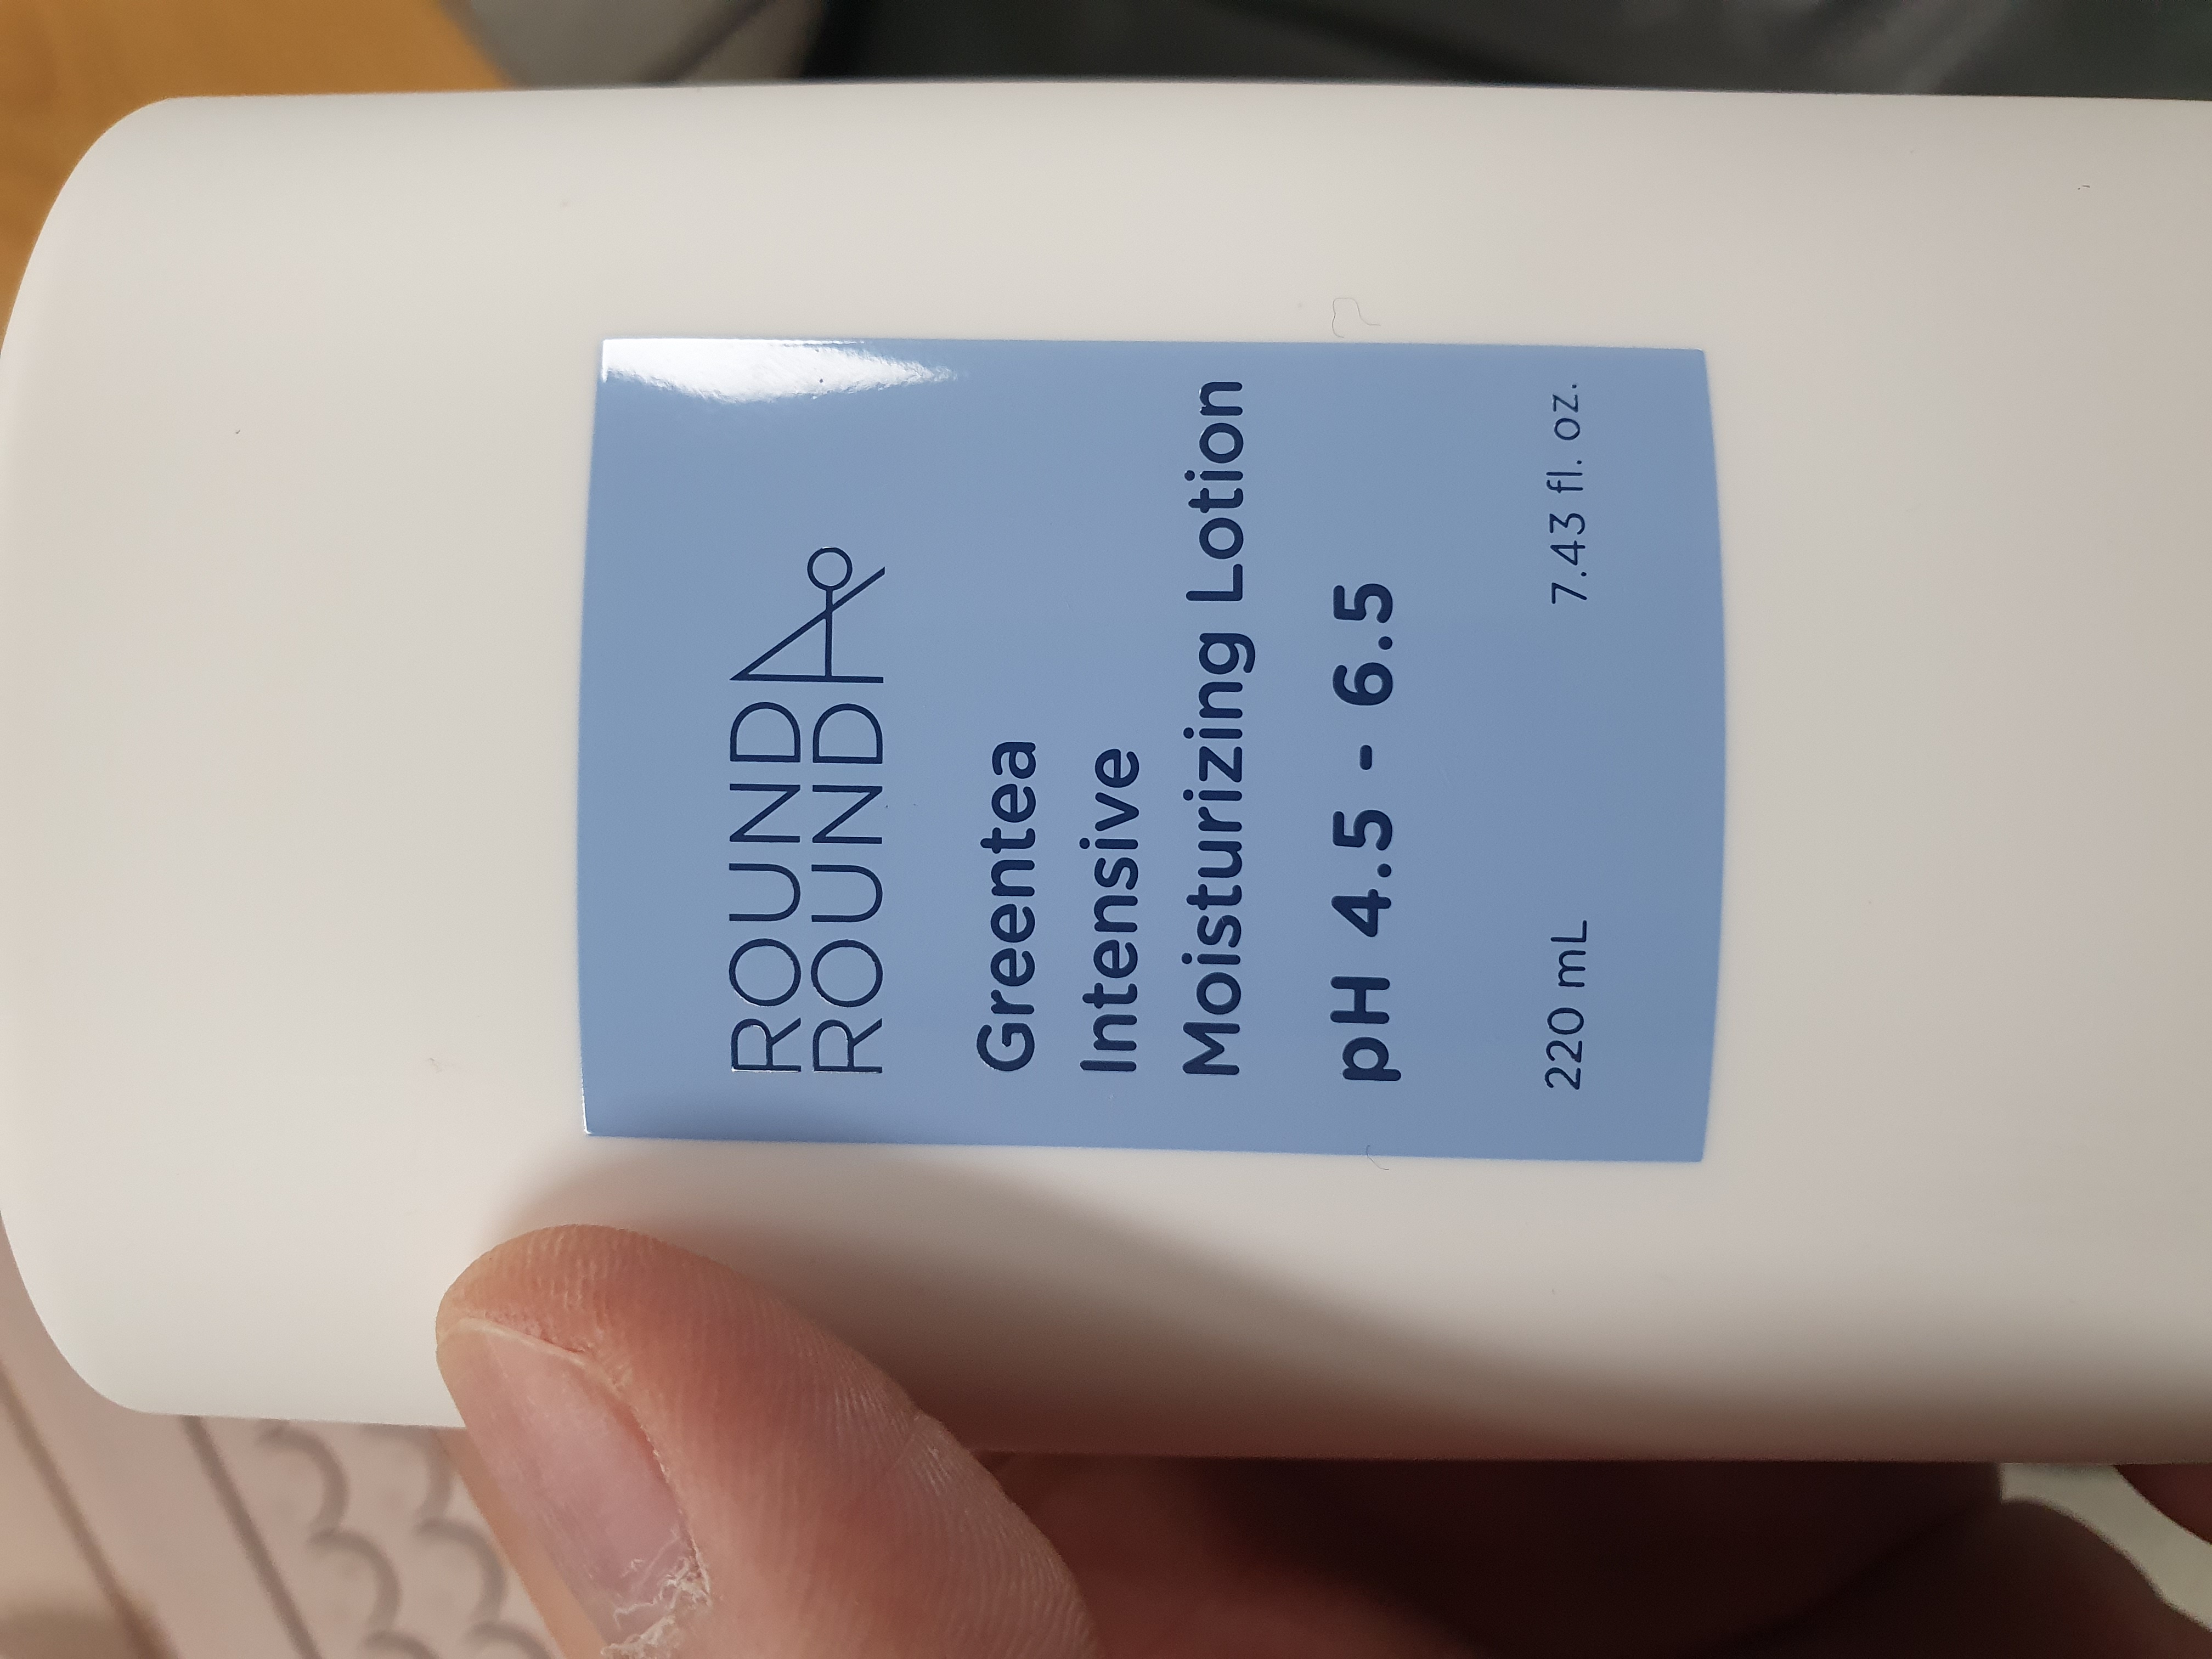 ROUND
ROUND A
Greentea
Intensive
Moisturizing Lotion
pH 4.5 - 6.5
220 mL 7.43 fl. oz.